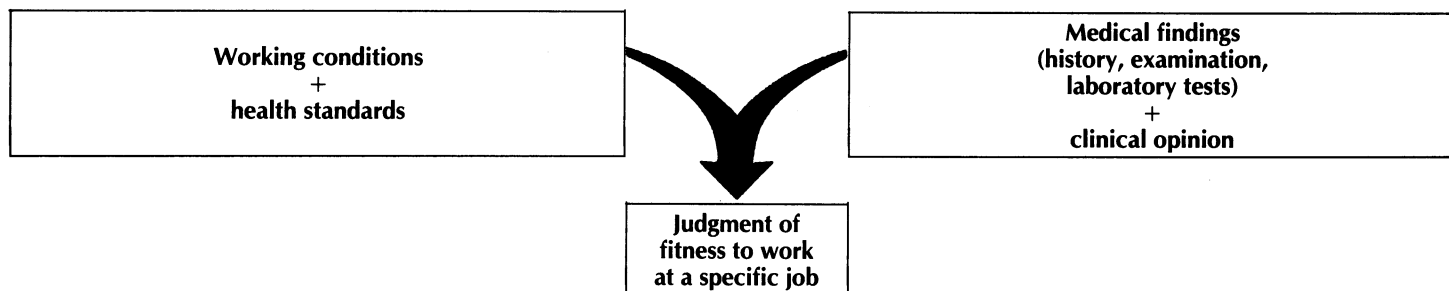 Working conditions
+
health standards
Medical findings
(history, examination,
laboratory tests)
+
clinical opinion
Judgment of
fitness to work
at a specific job